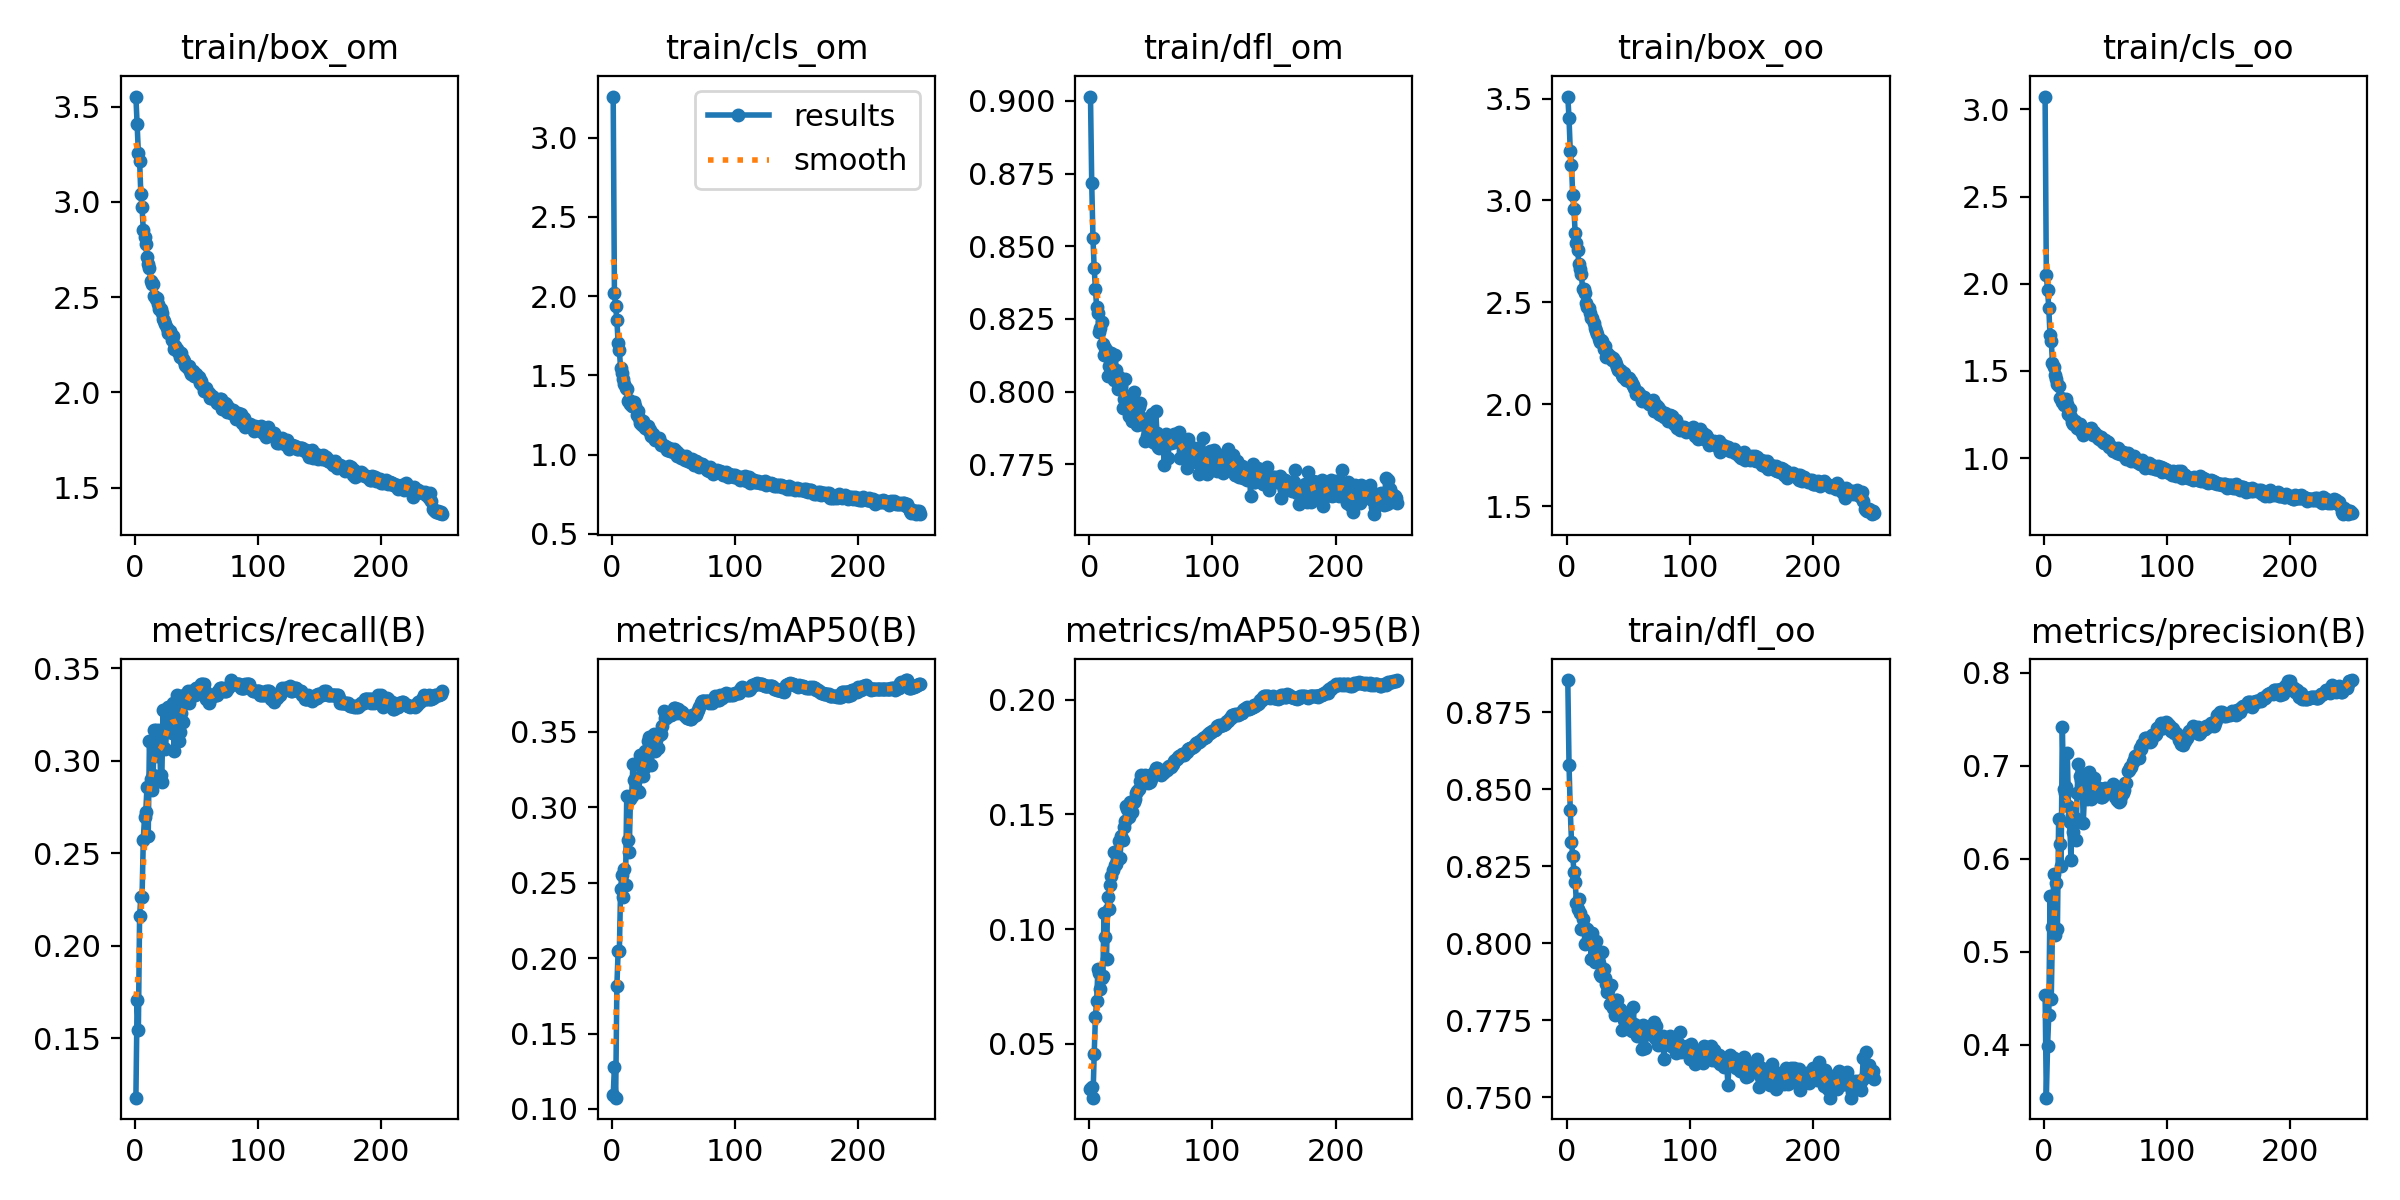 train/box_om
3.5
3.0
2.5
2.0
1.5
0 100 200
train/cls_om
results
smooth
3.0
2.5
2.0
1.5
1.0
0.5
0 100 200
train/dfl_om
0.900
0.875
0.850
0.825
0.800
0.775
0 100 200
train/box_oo
3.5
3.0
2.5
2.0
1.5
0 100 200
train/cls_oo
3.0
2.5
2.0
1.5
1.0
0 100 200
metrics/recall(B)
0.35
0.30
0.25
0.20
0.15
0 100 200
metrics/mAP50(B)
0.35
0.30
0.25
0.20
0.15
0.10
0 100 200
metrics/mAP50-95(B)
0.20
0.15
0.10
0.05
0 100 200
train/dfl_oo
0.875
0.850
0.825
0.800
0.775
0.750
0 100 200
metrics/precision(B)
0.8
0.7
0.6
0.5
0.4
0 100 200